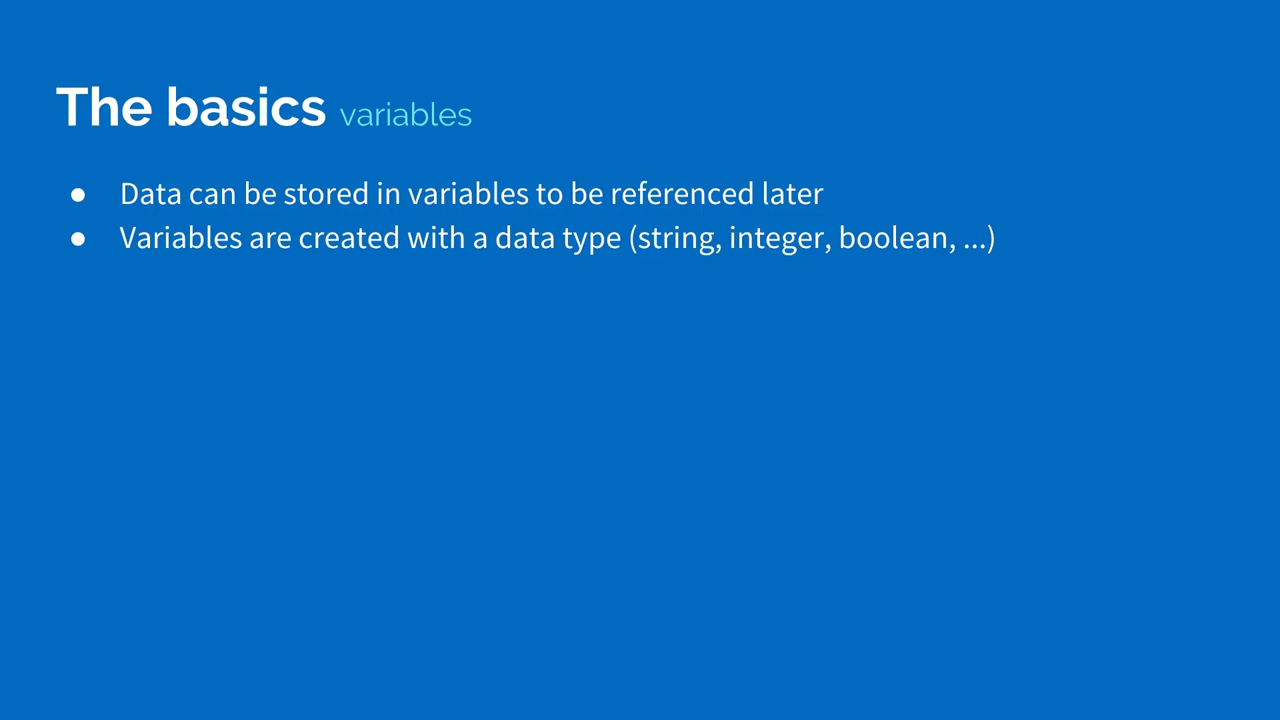 The basics variables
● Data can be stored in variables to be referenced later
● Variables are created with a data type (string, integer, boolean, ...)